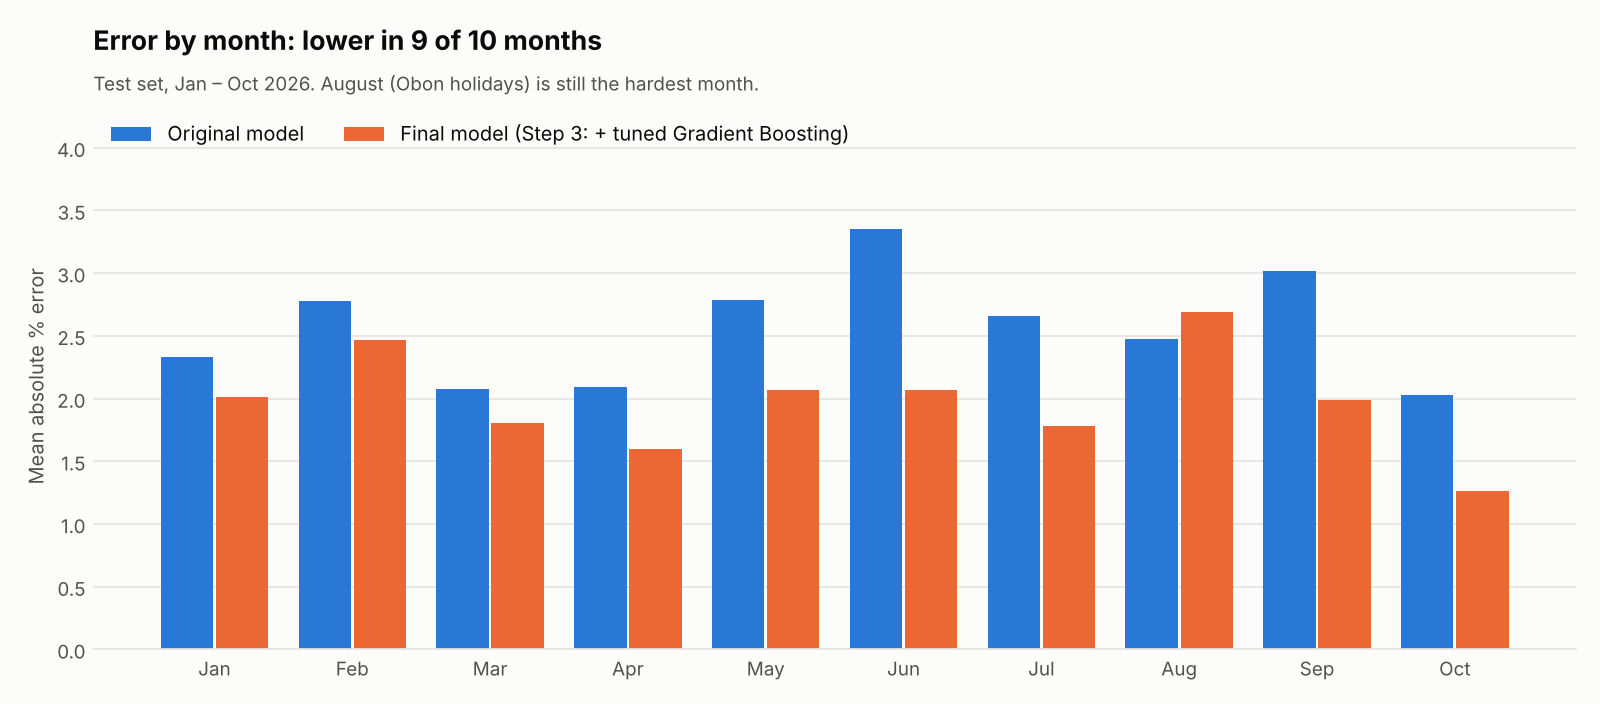 Error by month: lower in 9 of 10 months
Test set, Jan – Oct 2026. August (Obon holidays) is still the hardest month.
Original model
Final model (Step 3: + tuned Gradient Boosting)
Mean absolute % error
4.0
3.5
3.0
2.5
2.0
1.5
1.0
0.5
0.0
Jan Feb Mar Apr May Jun Jul Aug Sep Oct